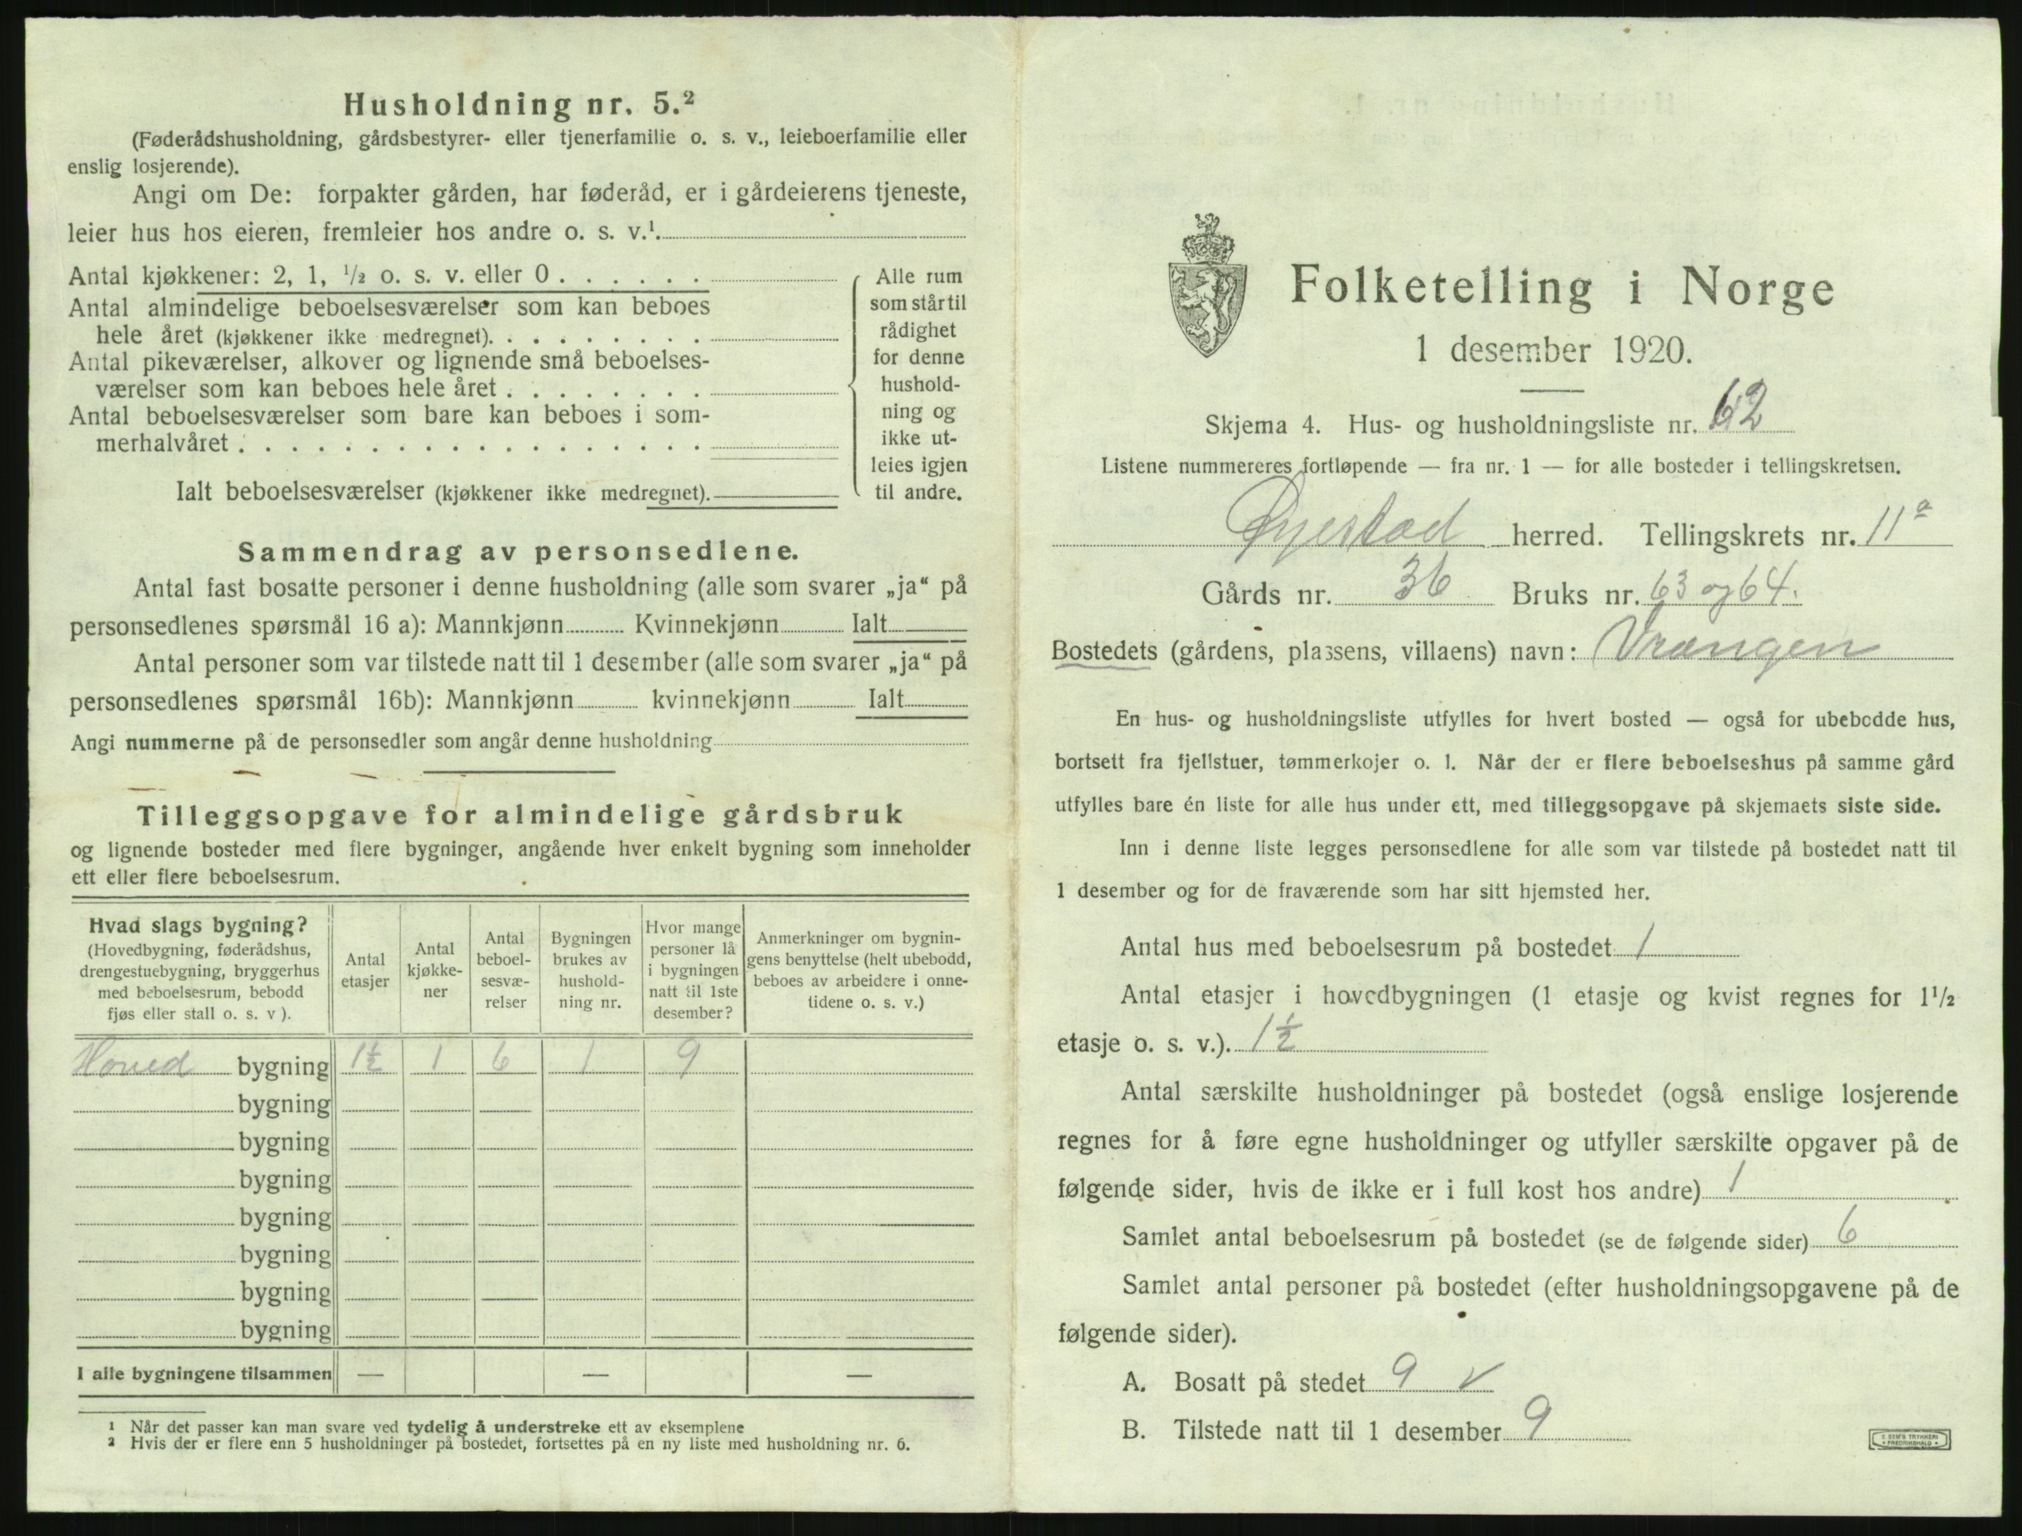 Husholdning nr. 5.²
(Føderådshusholdning, gårdsbestyrer- eller tjenerfamilie o. s. v., leieboerfamilie eller
enslig losjerende).
Angi om De: forpakter gården, har føderåd, er i gårdeierens tjeneste,
leier hus hos eieren, fremleier hos andre o. s. v.¹.
Antal kjøkkener: 2, 1, ½ o. s. v. eller 0 . . . . . .
Antal almindelige beboelsesværelser som kan beboes
hele året (kjøkkener ikke medregnet). . . . . . . . .
Antal pikeværelser, alkover og lignende små beboelses-
værelser som kan beboes hele året . . . . . . . .
Antal beboelsesværelser som bare kan beboes i som-
merhalvåret . . . . . . . . . . . . . . . . . .
Ialt beboelsesværelser (kjøkkener ikke medregnet).
Alle rum
som står til
rådighet
for denne
hushold-
ning og
ikke ut-
leies igjen
til andre.
Sammendrag av personsedlene.
Antal fast bosatte personer i denne husholdning (alle som svarer „ja“ på
personsedlenes spørsmål 16 a): Mannkjønn Kvinnekjønn Ialt
Antal personer som var tilstede natt til 1 desember (alle som svarer „ja“ på
personsedlenes spørsmål 16b): Mannkjønn kvinnekjønn Ialt
Angi nummerne på de personsedler som angår denne husholdning
Tilleggsopgave for almindelige gårdsbruk
og lignende bosteder med flere bygninger, angående hver enkelt bygning som inneholder
ett eller flere beboelsesrum.
Hvad slags bygning?
(Hovedbygning, føderådshus,
drengestuebygning, bryggerhus
med beboelsesrum, bebodd
fjøs eller stall o. s. v ).
Antal
etasjer
Antal
kjøkke-
ner
Antal
beboel-
sesvæ-
relser
Bygningen
brukes av
hushold-
ning nr.
Hvor mange
personer lå
i bygningen
natt til 1ste
desember?
Anmerkninger om bygnin-
gens benyttelse (helt ubebodd,
beboes av arbeidere i onne-
tidene o. s. v.)
Hoved bygning 1½ 1 6 1 9
bygning
bygning
bygning
bygning
bygning
bygning
bygning
I alle bygningene tilsammen — — —
¹ Når det passer kan man svare ved tydelig å understreke ett av eksemplene
² Hvis der er flere enn 5 husholdninger på bostedet, fortsettes på en ny liste med husholdning nr. 6.
Folketelling i Norge
1 desember 1920.
Skjema 4. Hus- og husholdningsliste nr. 62
Listene nummereres fortløpende — fra nr. 1 — for alle bosteder i tellingskretsen.
Øyestad herred. Tellingskrets nr. 11a
Gårds nr. 36 Bruks nr. 63 og 64.
Bostedets (gårdens, plassens, villaens) navn: Vrængen
En hus- og husholdningsliste utfylles for hvert bosted — også for ubebodde hus,
bortsett fra fjellstuer, tømmerkojer o. l. Når der er flere beboelseshus på samme gård
utfylles bare én liste for alle hus under ett, med tilleggsopgave på skjemaets siste side.
Inn i denne liste legges personsedlene for alle som var tilstede på bostedet natt til
1 desember og for de fraværende som har sitt hjemsted her.
Antal hus med beboelsesrum på bostedet 1
Antal etasjer i hovedbygningen (1 etasje og kvist regnes for 1½
etasje o. s. v.). 1½
Antal særskilte husholdninger på bostedet (også enslige losjerende
regnes for å føre egne husholdninger og utfyller særskilte opgaver på de
følgende sider, hvis de ikke er i full kost hos andre) 1
Samlet antal beboelsesrum på bostedet (se de følgende sider) 6
Samlet antal personer på bostedet (efter husholdningsopgavene på de
følgende sider).
A. Bosatt på stedet 9 ✓
B. Tilstede natt til 1 desember 9